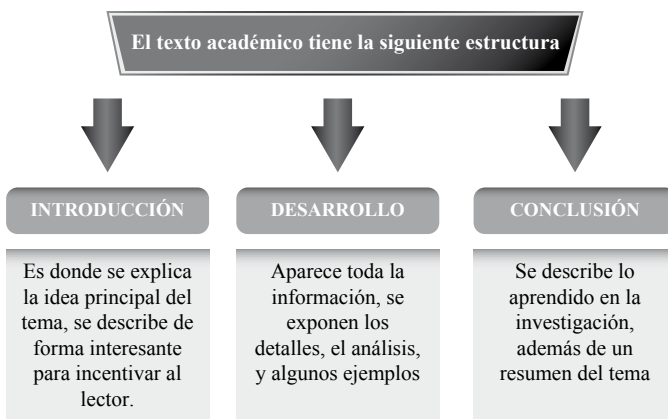 El texto académico tiene la siguiente estructura
INTRODUCCIÓN
Es donde se explica
la idea principal del
tema, se describe de
forma interesante
para incentivar al
lector.
DESARROLLO
Aparece toda la
información, se
exponen los
detalles, el análisis,
y algunos ejemplos
CONCLUSIÓN
Se describe lo
aprendido en la
investigación,
además de un
resumen del tema